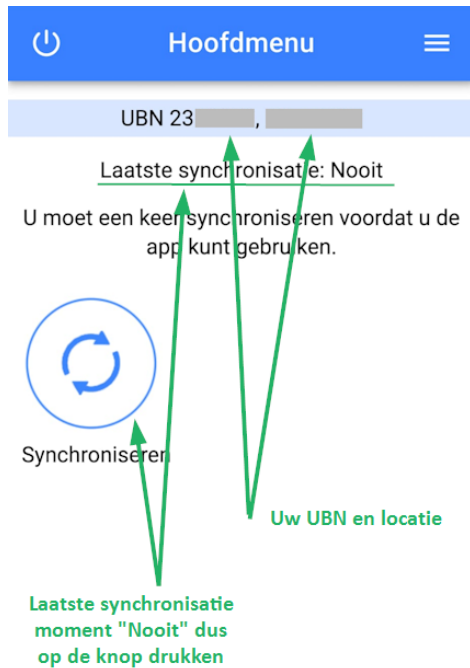 Hoofdmenu
UBN 23 ,
Laatste synchronisatie: Nooit
U moet een keer synchroniseren voordat u de
app kunt gebruiken.
Synchroniseren
Uw UBN en locatie
Laatste synchronisatie
moment "Nooit" dus
op de knop drukken